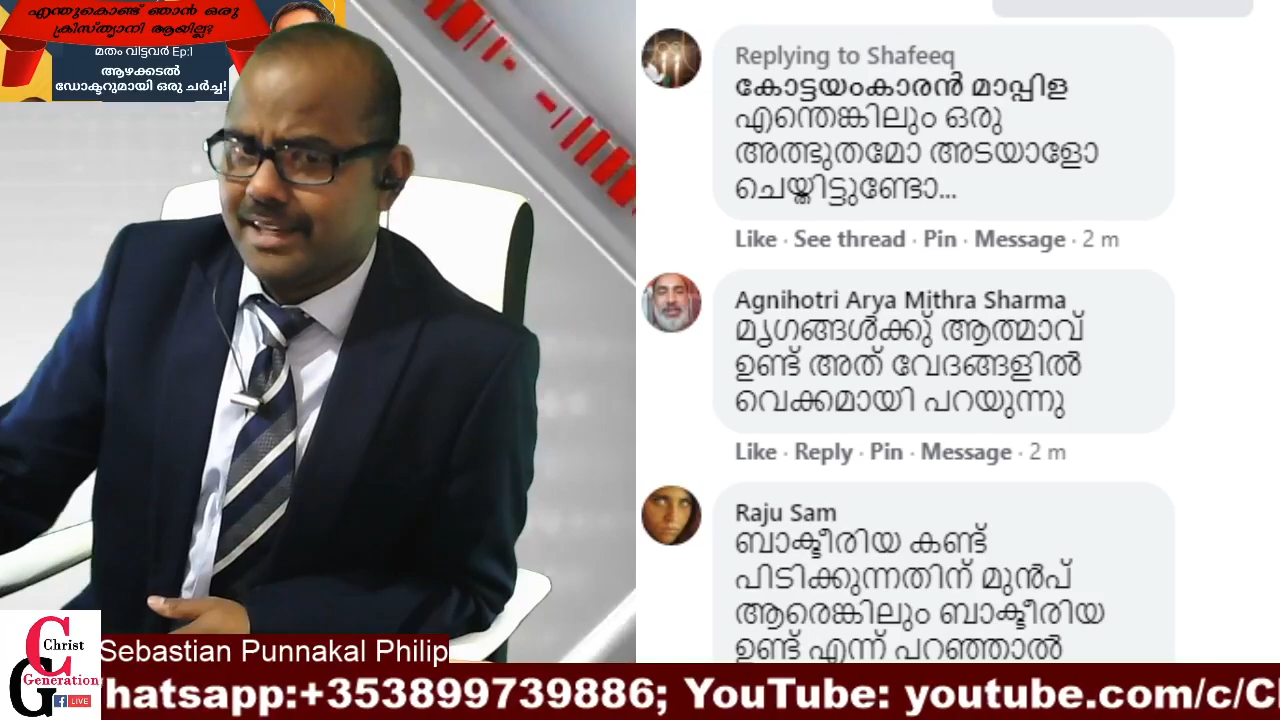 എന്തുകൊണ്ട് ഞാൻ ഒരു
ക്രിസ്ത്യാനി ആയില്ല?
മതം വിട്ടവർ Ep:1
ആഴക്കടൽ
ഡോക്ടറുമായി ഒരു ചർച്ച!
Replying to Shafeeq
കോട്ടയംകാരൻ മാപ്പിള
എന്തെങ്കിലും ഒരു
അത്ഭുതമോ അടയാളോ
ചെയ്തിട്ടുണ്ടോ...
Like · See thread · Pin · Message · 2 m
Agnihotri Arya Mithra Sharma
മൃഗങ്ങൾക്കു് ആത്മാവ്
ഉണ്ട് അത് വേദങ്ങളിൽ
വെക്കമായി പറയുന്നു
Like · Reply · Pin · Message · 2 m
Raju Sam
ബാക്ടീരിയ കണ്ട്
പിടിക്കുന്നതിന് മുൻപ്
ആരെങ്കിലും ബാക്ടീരിയ
ഉണ്ട് എന്ന് പറഞ്ഞാൽ
Christ
Generation
LIVE
Sebastian Punnakal Philip
hatsapp:+353899739886; YouTube: youtube.com/c/Cl